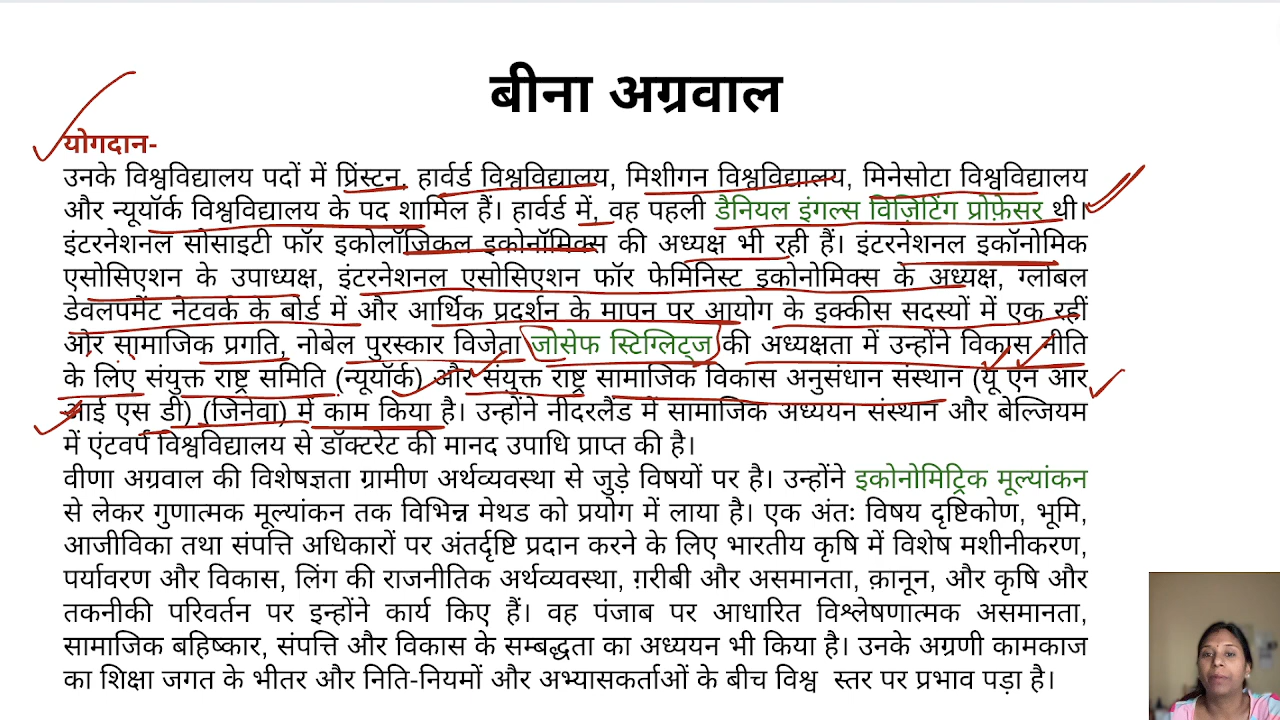 बीना अग्रवाल
योगदान-
उनके विश्वविद्यालय पदों में प्रिंस्टन, हार्वर्ड विश्वविद्यालय, मिशीगन विश्वविद्यालय, मिनेसोटा विश्वविद्यालय
और न्यूयॉर्क विश्वविद्यालय के पद शामिल हैं। हार्वर्ड में, वह पहली डैनियल इंगल्स विज़िटिंग प्रोफ़ेसर थी।
इंटरनेशनल सोसाइटी फॉर इकोलॉजिकल इकोनॉमिक्स की अध्यक्ष भी रही हैं। इंटरनेशनल इकॉनोमिक
एसोसिएशन के उपाध्यक्ष, इंटरनेशनल एसोसिएशन फॉर फेमिनिस्ट इकोनोमिक्स के अध्यक्ष, ग्लोबल
डेवलपमेंट नेटवर्क के बोर्ड में और आर्थिक प्रदर्शन के मापन पर आयोग के इक्कीस सदस्यों में एक रहीं
और सामाजिक प्रगति, नोबेल पुरस्कार विजेता जोसेफ स्टिग्लिट्ज की अध्यक्षता में उन्होंने विकास नीति
के लिए संयुक्त राष्ट्र समिति (न्यूयॉर्क) और संयुक्त राष्ट्र सामाजिक विकास अनुसंधान संस्थान (यू एन आर
आई एस डी) (जिनेवा) में काम किया है। उन्होंने नीदरलैंड में सामाजिक अध्ययन संस्थान और बेल्जियम
में एंटवर्प विश्वविद्यालय से डॉक्टरेट की मानद उपाधि प्राप्त की है।
वीणा अग्रवाल की विशेषज्ञता ग्रामीण अर्थव्यवस्था से जुड़े विषयों पर है। उन्होंने इकोनोमिट्रिक मूल्यांकन
से लेकर गुणात्मक मूल्यांकन तक विभिन्न मेथड को प्रयोग में लाया है। एक अंतः विषय दृष्टिकोण, भूमि,
आजीविका तथा संपत्ति अधिकारों पर अंतर्दृष्टि प्रदान करने के लिए भारतीय कृषि में विशेष मशीनीकरण,
पर्यावरण और विकास, लिंग की राजनीतिक अर्थव्यवस्था, ग़रीबी और असमानता, क़ानून, और कृषि और
तकनीकी परिवर्तन पर इन्होंने कार्य किए हैं। वह पंजाब पर आधारित विश्लेषणात्मक असमानता,
सामाजिक बहिष्कार, संपत्ति और विकास के सम्बद्धता का अध्ययन भी किया है। उनके अग्रणी कामकाज
का शिक्षा जगत के भीतर और निति-नियमों और अभ्यासकर्ताओं के बीच विश्व स्तर पर प्रभाव पड़ा है।